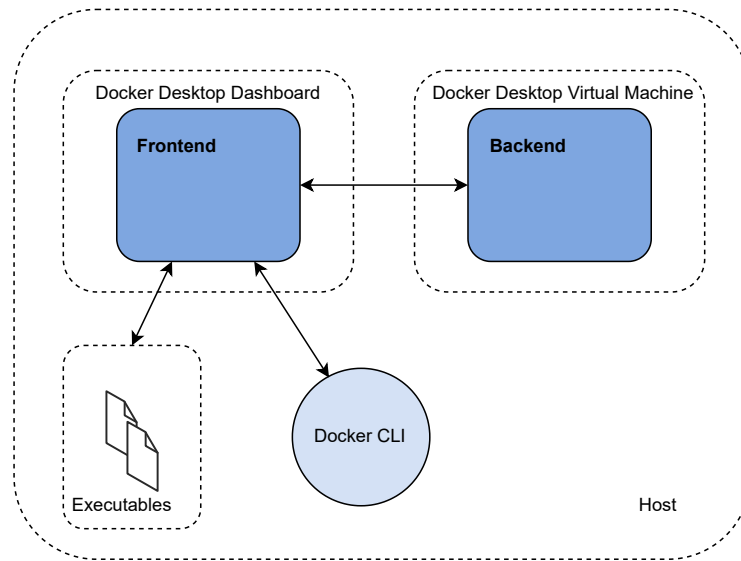 Docker Desktop Dashboard
Docker Desktop Virtual Machine
Frontend
Backend
Docker CLI
Executables
Host